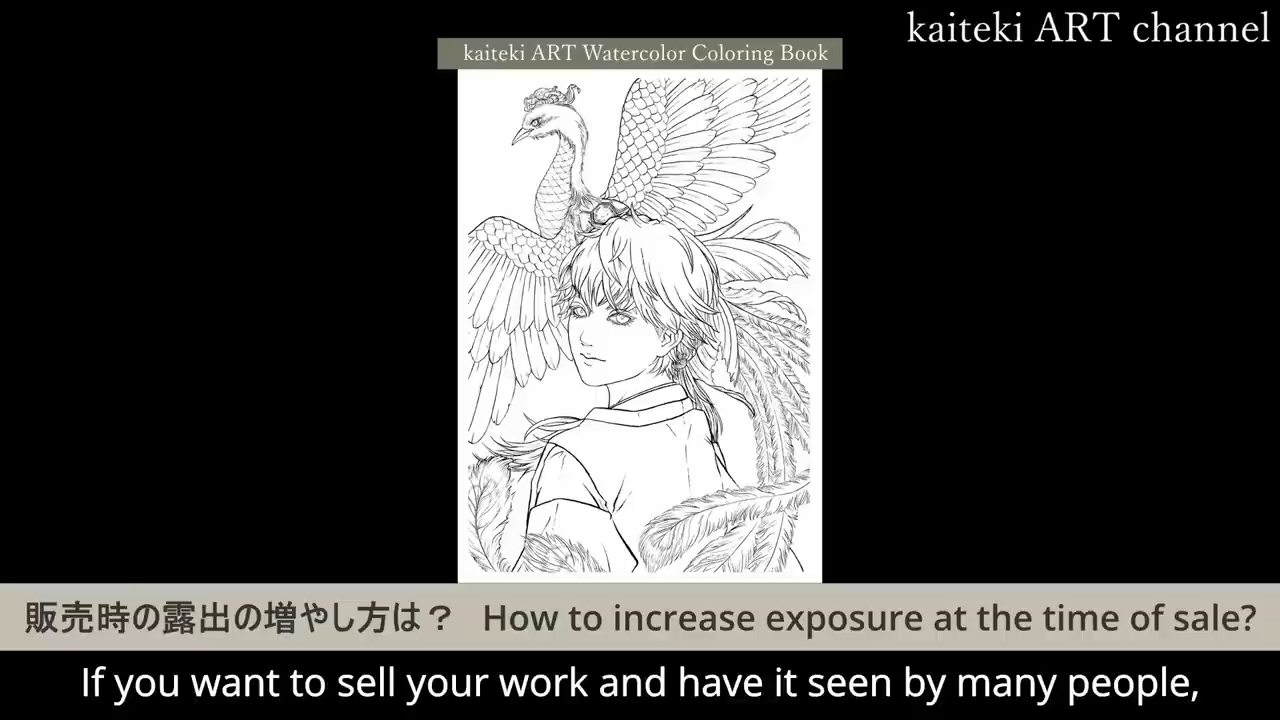 kaiteki ART channel
kaiteki ART Watercolor Coloring Book
販売時の露出の増やし方は？ How to increase exposure at the time of sale?
If you want to sell your work and have it seen by many people,